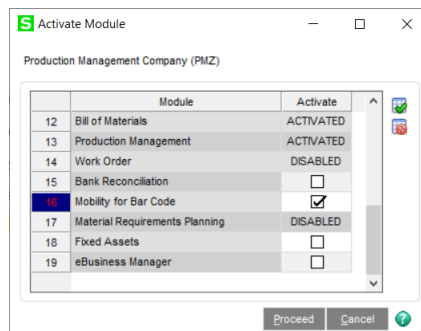 S Activate Module
Production Management Company (PMZ)
Module Activate
12 Bill of Materials ACTIVATED
13 Production Management ACTIVATED
14 Work Order DISABLED
15 Bank Reconciliation
16 Mobility for Bar Code
17 Material Requirements Planning DISABLED
18 Fixed Assets
19 eBusiness Manager
Proceed Cancel ?